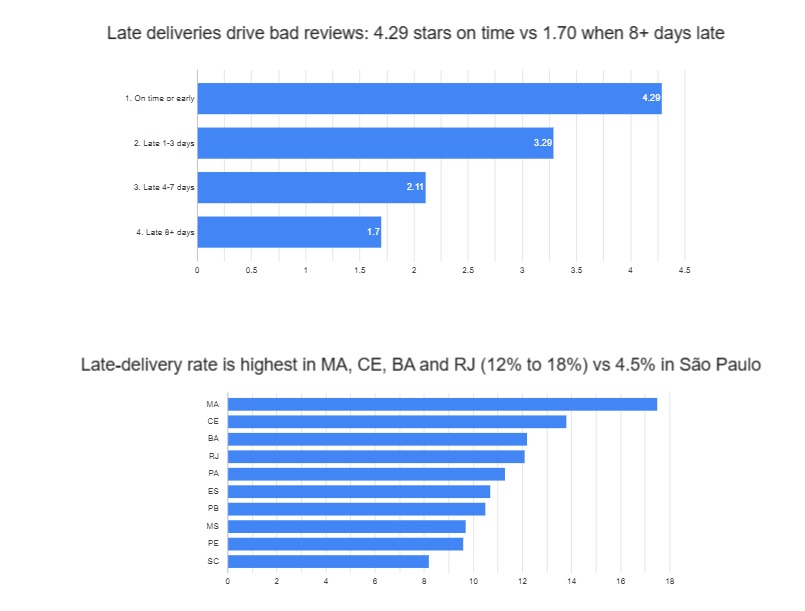 Late deliveries drive bad reviews: 4.29 stars on time vs 1.70 when 8+ days late
1. On time or early
4.29
2. Late 1-3 days
3.29
3. Late 4-7 days
2.11
4. Late 8+ days
1.7
0 0.5 1 1.5 2 2.5 3 3.5 4 4.5
Late-delivery rate is highest in MA, CE, BA and RJ (12% to 18%) vs 4.5% in São Paulo
MA
CE
BA
RJ
PA
ES
PB
MS
PE
SC
0 2 4 6 8 10 12 14 16 18